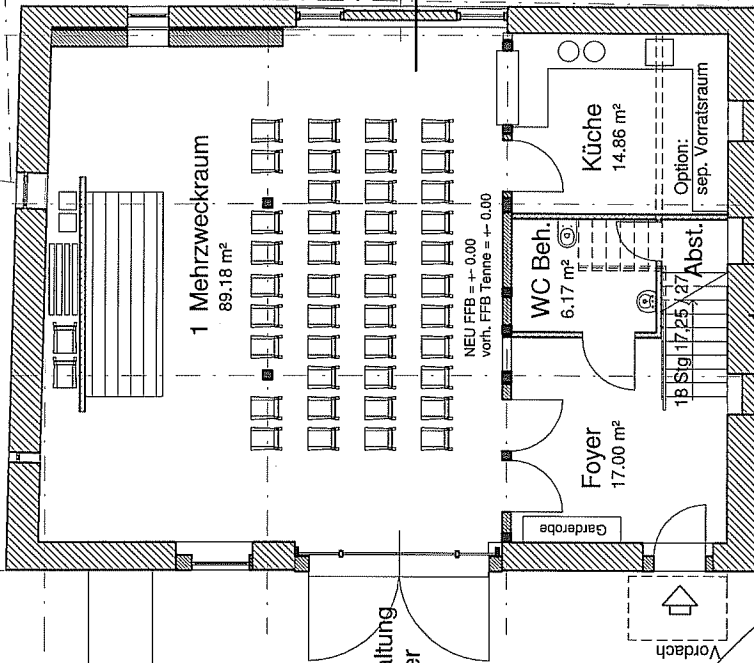 1 Mehrzweckraum
89.18 m²
NEU FFB = +- 0.00
vorh. FFB Tenne = +- 0.00
Küche
14.86 m²
Option:
sep. Vorratsraum
WC Beh.
6.17 m²
Abst.
18 Stg 17,25 27
Foyer
17.00 m²
Garderobe
altung
er
Vordach